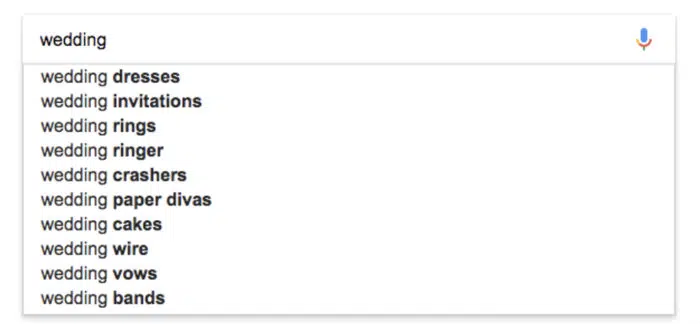 wedding
wedding dresses
wedding invitations
wedding rings
wedding ringer
wedding crashers
wedding paper divas
wedding cakes
wedding wire
wedding vows
wedding bands